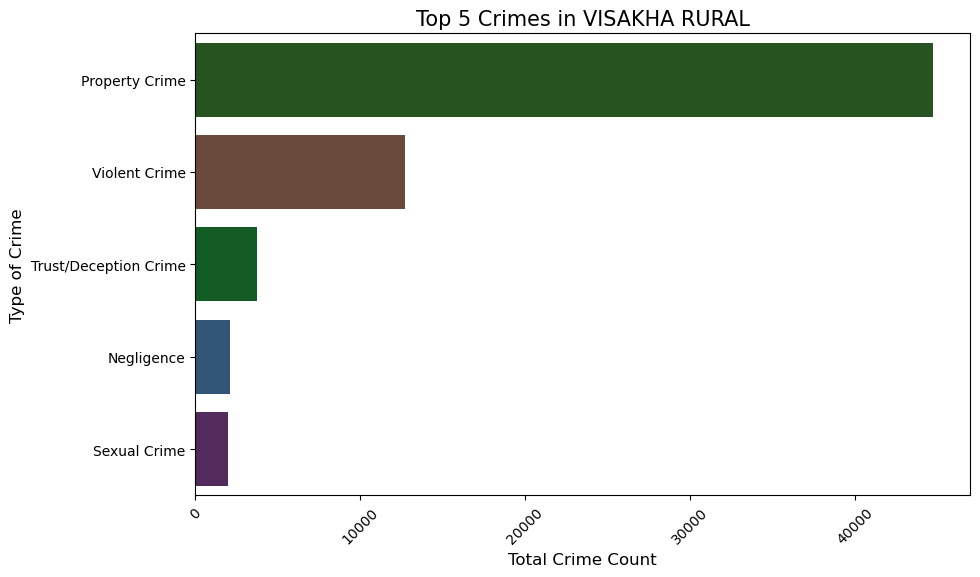 Top 5 Crimes in VISAKHA RURAL
Type of Crime
Property Crime
Violent Crime
Trust/Deception Crime
Negligence
Sexual Crime
0
10000
20000
30000
40000
Total Crime Count